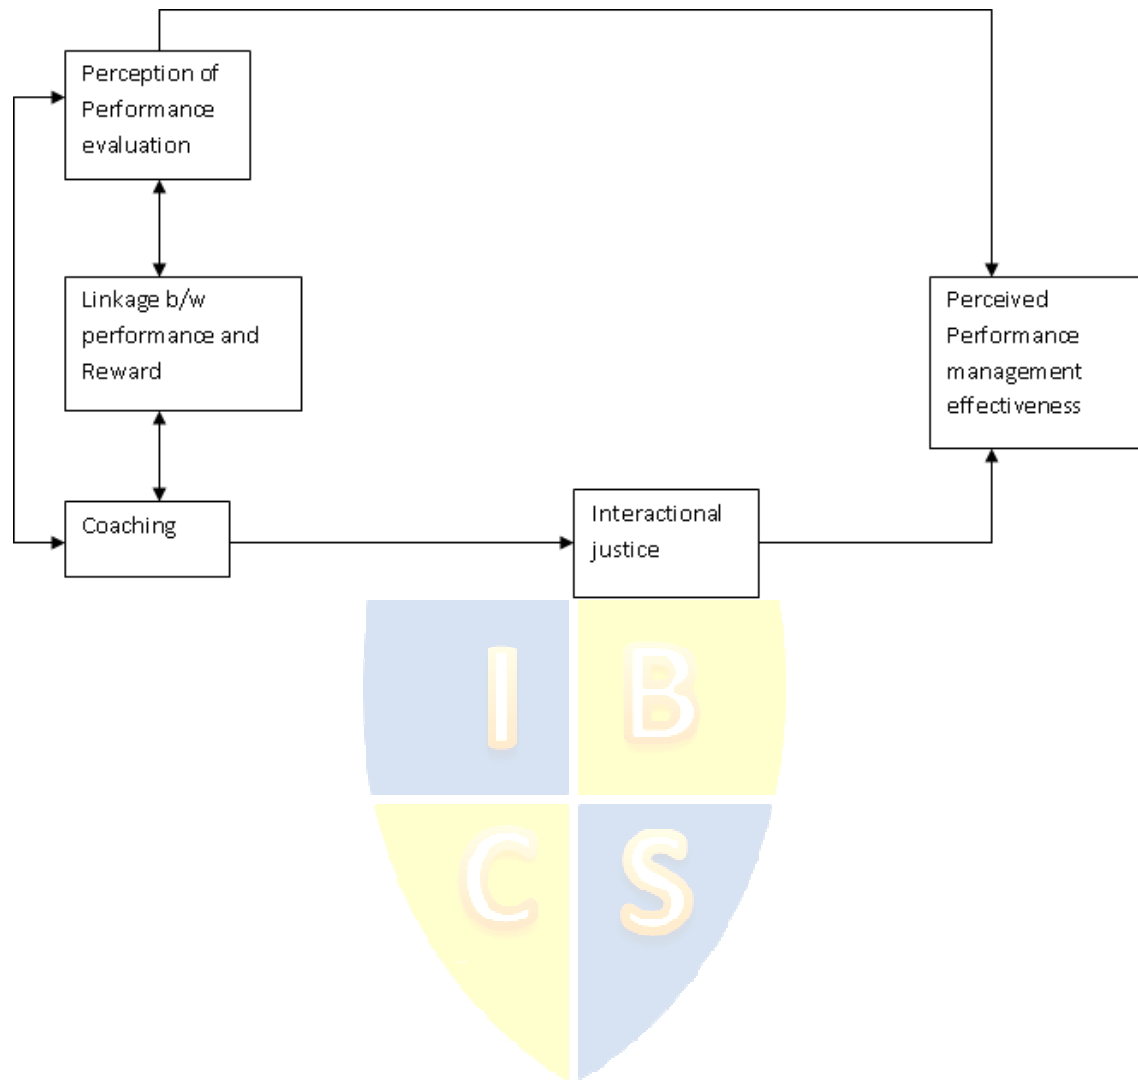 Perception of
Performance
evaluation
Linkage b/w
performance and
Reward
Perceived
Performance
management
effectiveness
Coaching
Interactional
justice
I B
C S